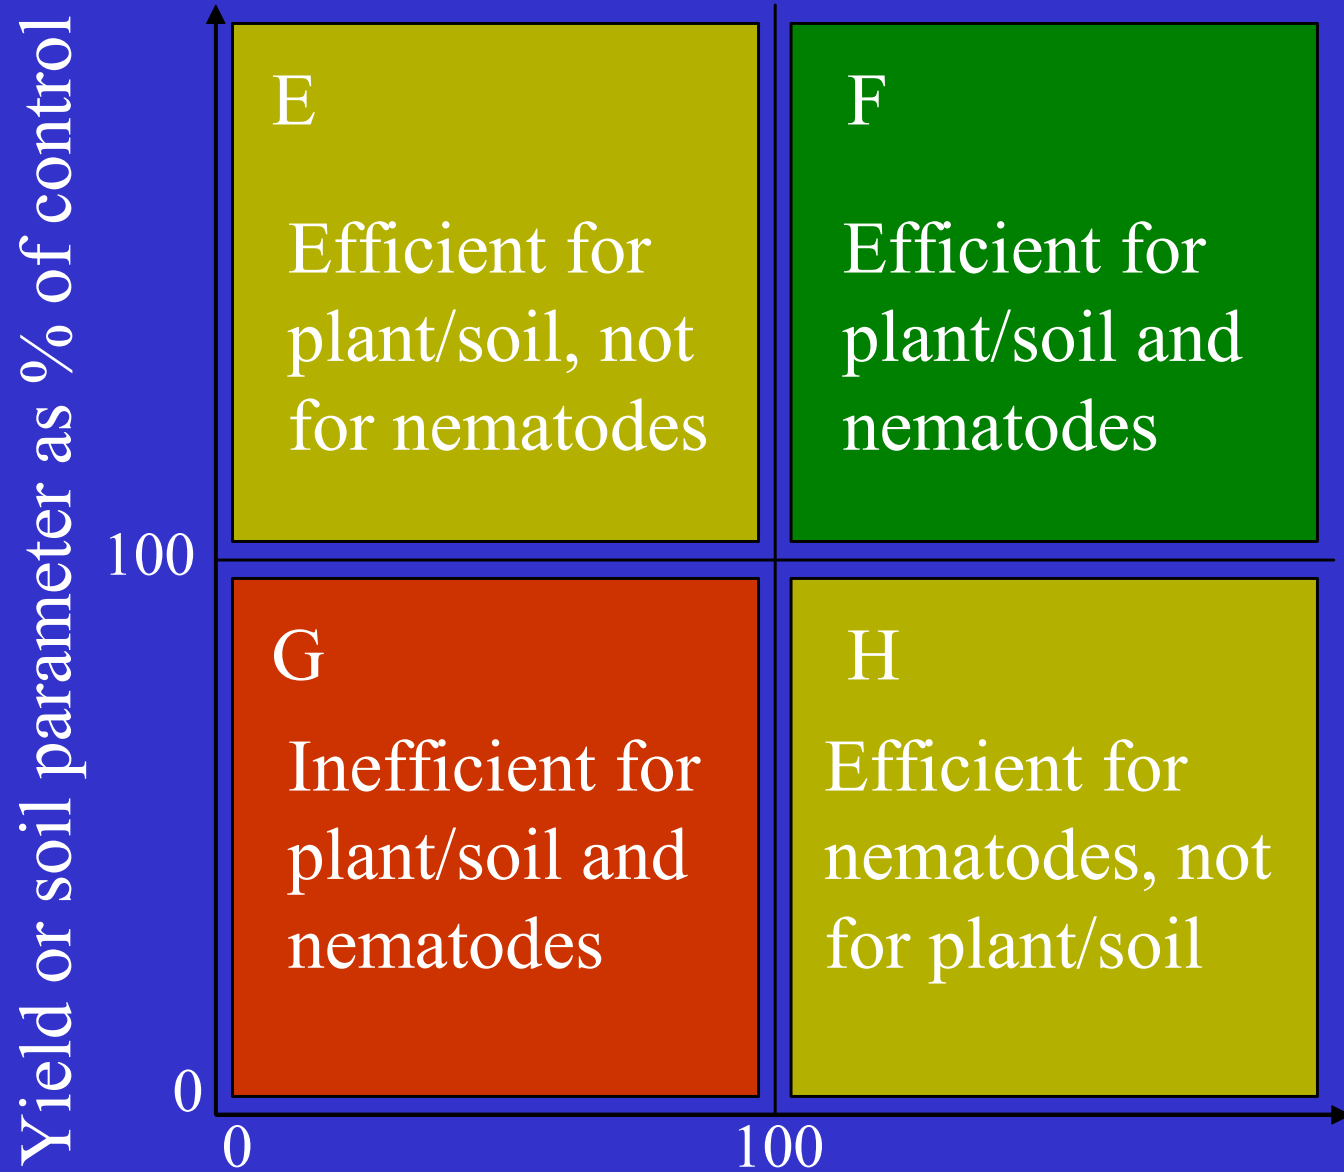 Yield or soil parameter as % of control
E
Efficient for
plant/soil, not
for nematodes
F
Efficient for
plant/soil and
nematodes
100
G
Inefficient for
plant/soil and
nematodes
H
Efficient for
nematodes, not
for plant/soil
0
0
100